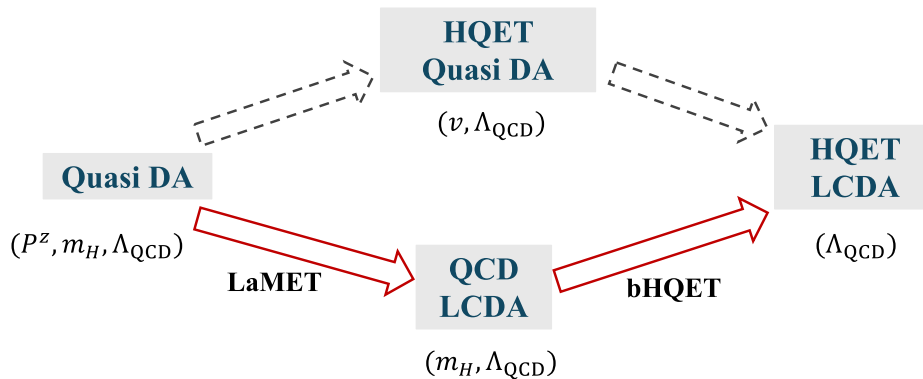 HQET
Quasi DA
(v, Λ_QCD)
Quasi DA
(P^z, m_H, Λ_QCD)
HQET
LCDA
(Λ_QCD)
LaMET
QCD
LCDA
bHQET
(m_H, Λ_QCD)